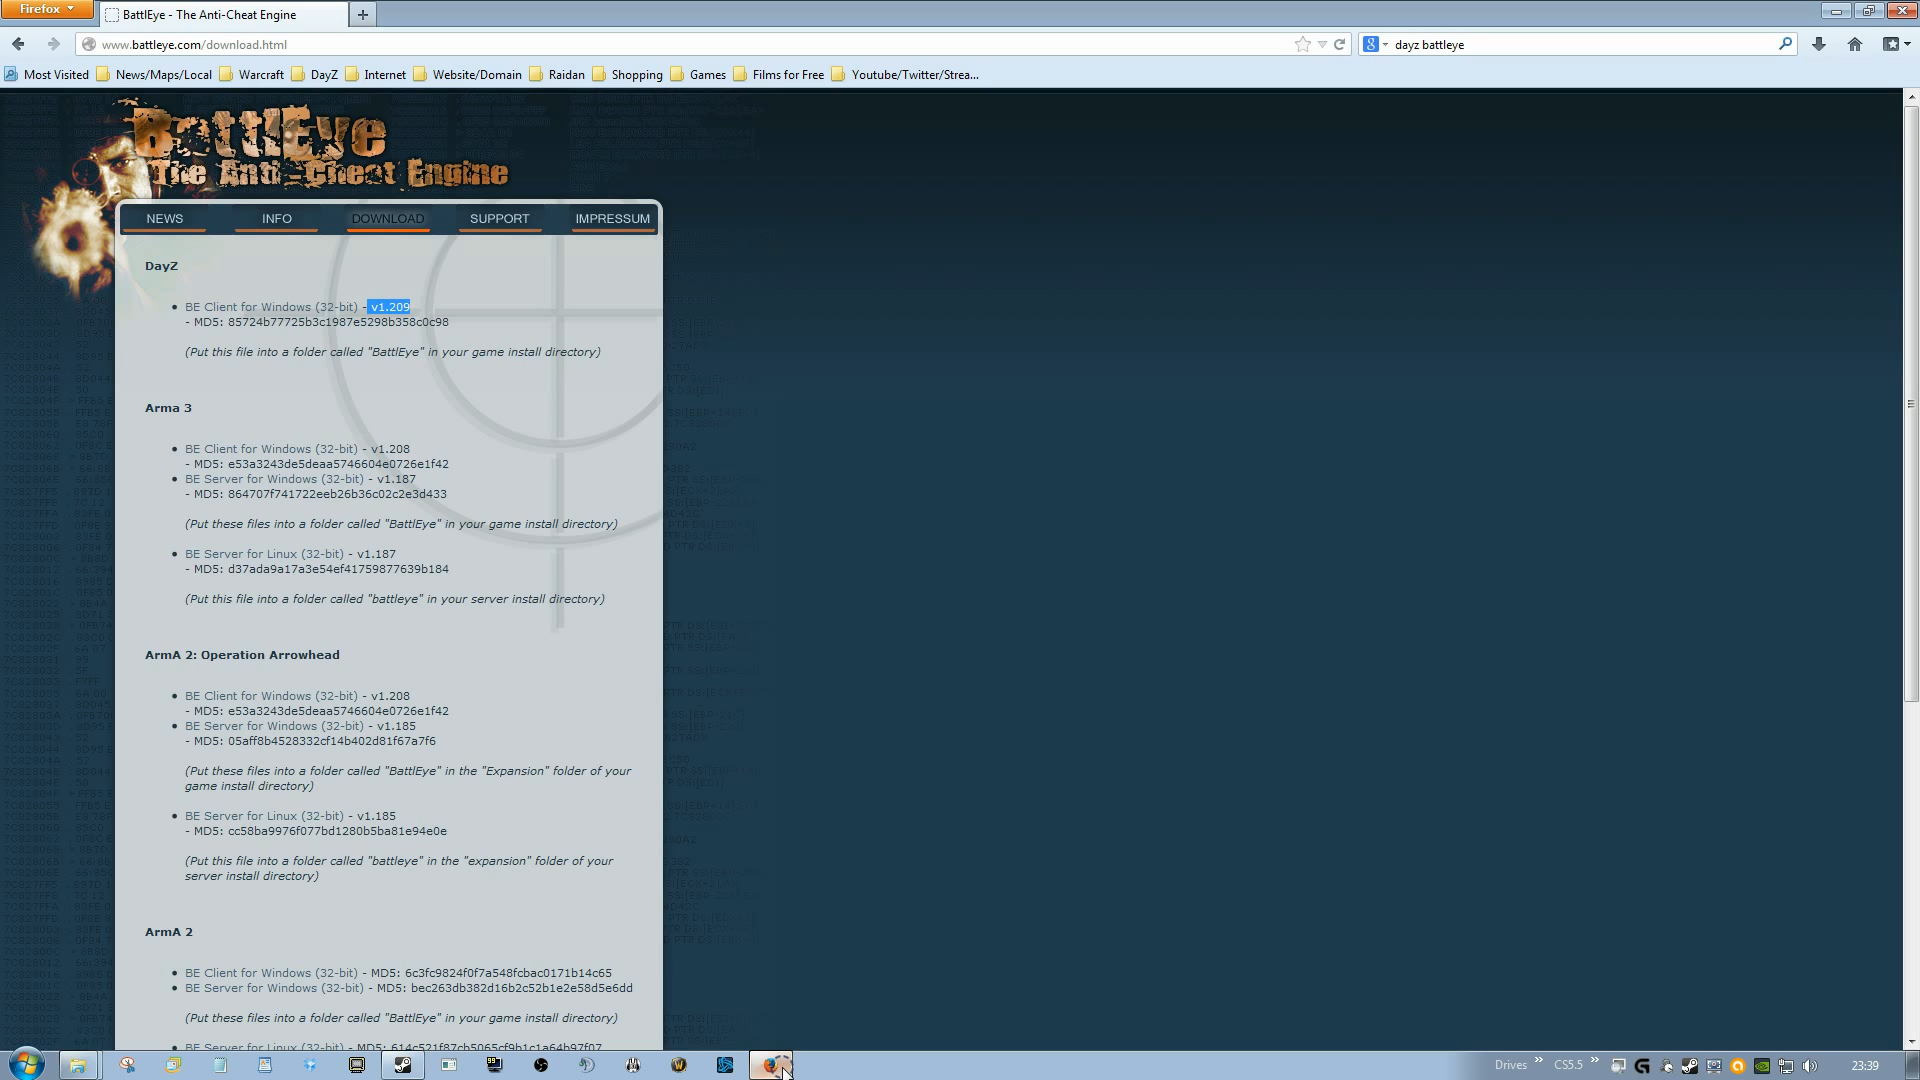 Firefox
BattlEye - The Anti-Cheat Engine
www.battleye.com/download.html
dayz battleye
Most Visited News/Maps/Local Warcraft DayZ Internet Website/Domain Raidan Shopping Games Films for Free Youtube/Twitter/Strea...
BattlEye
The Anti-Cheat Engine
NEWS INFO DOWNLOAD SUPPORT IMPRESSUM
DayZ
BE Client for Windows (32-bit) - v1.209
- MD5: 85724b77725b3c1987e5298b358c0c98
(Put this file into a folder called "BattlEye" in your game install directory)
Arma 3
BE Client for Windows (32-bit) - v1.208
- MD5: e53a3243de5deaa5746604e0726e1f42
BE Server for Windows (32-bit) - v1.187
- MD5: 864707f741722eeb26b36c02c2e3d433
(Put these files into a folder called "BattlEye" in your game install directory)
BE Server for Linux (32-bit) - v1.187
- MD5: d37ada9a17a3e54ef41759877639b184
(Put this file into a folder called "battleye" in your server install directory)
ArmA 2: Operation Arrowhead
BE Client for Windows (32-bit) - v1.208
- MD5: e53a3243de5deaa5746604e0726e1f42
BE Server for Windows (32-bit) - v1.185
- MD5: 05aff8b4528332cf14b402d81f67a7f6
(Put these files into a folder called "BattlEye" in the "Expansion" folder of your
game install directory)
BE Server for Linux (32-bit) - v1.185
- MD5: cc58ba9976f077bd1280b5ba81e94e0e
(Put this file into a folder called "battleye" in the "expansion" folder of your
server install directory)
ArmA 2
BE Client for Windows (32-bit) - MD5: 6c3fc9824f0f7a548fcbac0171b14c65
BE Server for Windows (32-bit) - MD5: bec263db382d16b2c52b1e2e58d5e6dd
(Put these files into a folder called "BattlEye" in your game install directory)
BE Server for Linux (32-bit) - MD5: 614c521f87cb5065cf9b1c1a64b97f07
Drives CS5.5 23:39